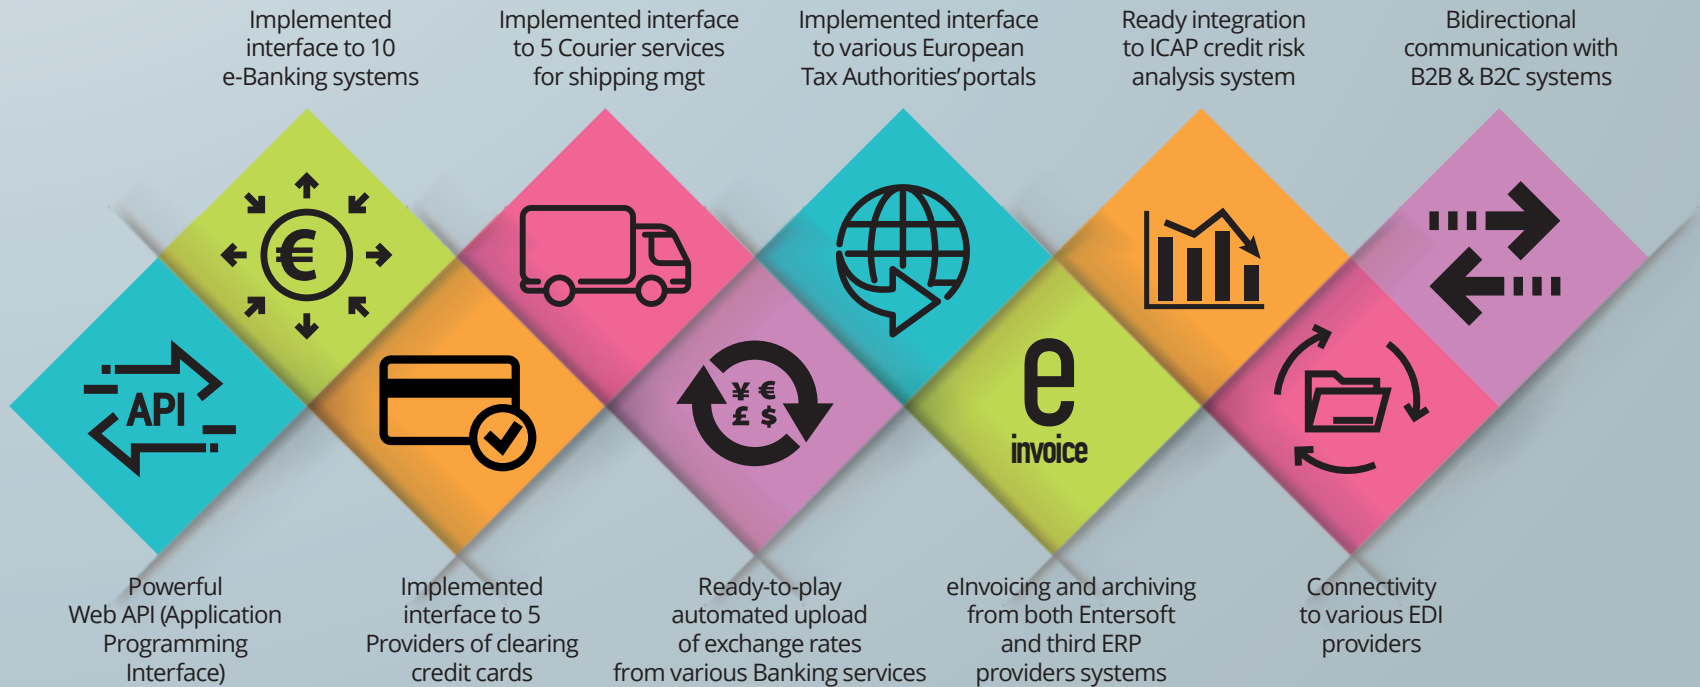 Implemented
interface to 10
e-Banking systems
Implemented interface
to 5 Courier services
for shipping mgt
Implemented interface
to various European
Tax Authorities' portals
Ready integration
to ICAP credit risk
analysis system
Bidirectional
communication with
B2B & B2C systems
€
API
¥ €
£ $
e
invoice
Powerful
Web API (Application
Programming
Interface)
Implemented
interface to 5
Providers of clearing
credit cards
Ready-to-play
automated upload
of exchange rates
from various Banking services
eInvoicing and archiving
from both Entersoft
and third ERP
providers systems
Connectivity
to various EDI
providers